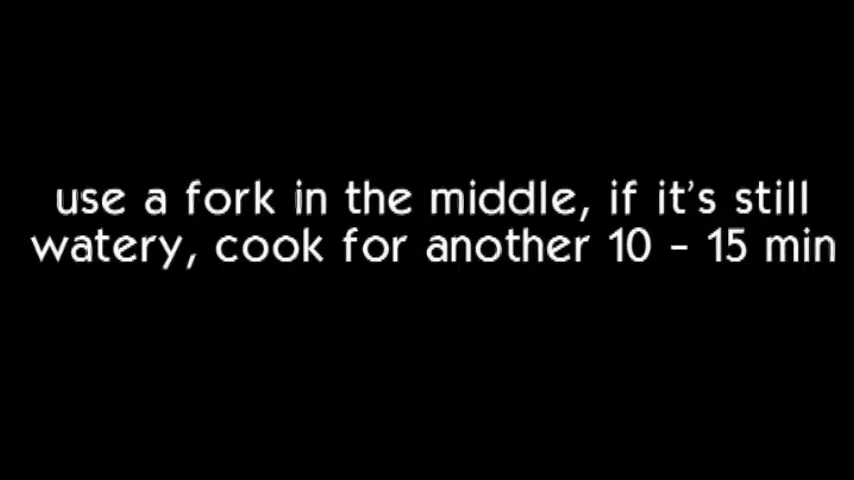 use a fork in the middle, if it's still
watery, cook for another 10 - 15 min